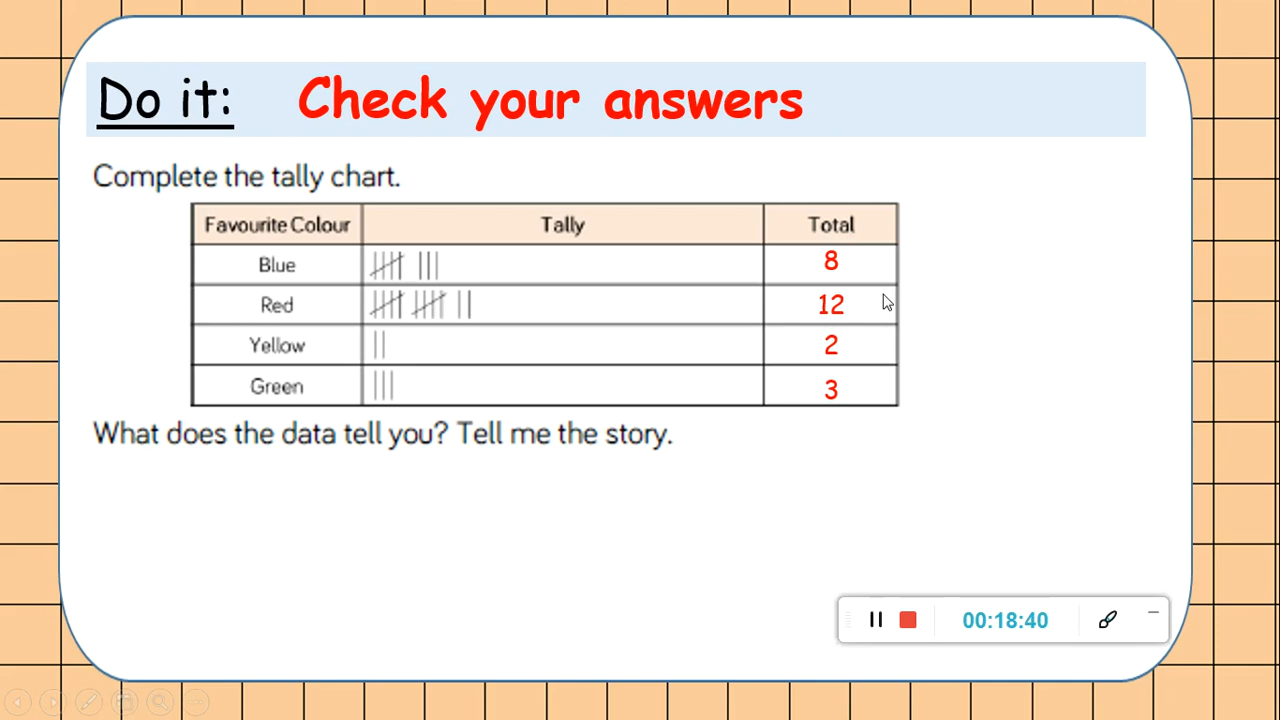 Do it: Check your answers
Complete the tally chart.
Favourite Colour Tally Total
Blue 8
Red 12
Yellow 2
Green 3
What does the data tell you? Tell me the story.
00:18:40